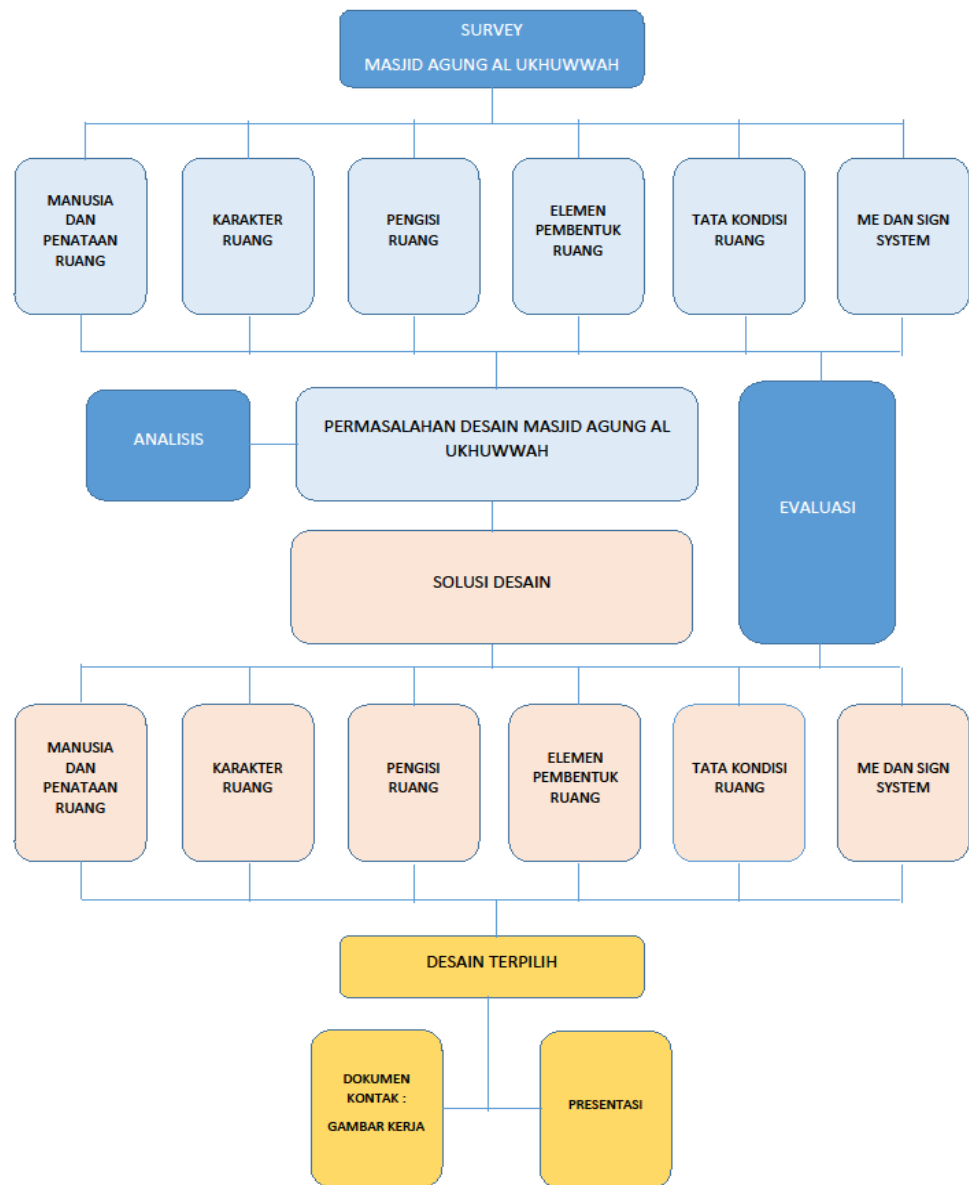 SURVEY
MASJID AGUNG AL UKHUWWAH
MANUSIA
DAN
PENATAAN
RUANG
KARAKTER
RUANG
PENGISI
RUANG
ELEMEN
PEMBENTUK
RUANG
TATA KONDISI
RUANG
ME DAN SIGN
SYSTEM
ANALISIS
PERMASALAHAN DESAIN MASJID AGUNG AL
UKHUWWAH
EVALUASI
SOLUSI DESAIN
MANUSIA
DAN
PENATAAN
RUANG
KARAKTER
RUANG
PENGISI
RUANG
ELEMEN
PEMBENTUK
RUANG
TATA KONDISI
RUANG
ME DAN SIGN
SYSTEM
DESAIN TERPILIH
DOKUMEN
KONTAK :
GAMBAR KERJA
PRESENTASI